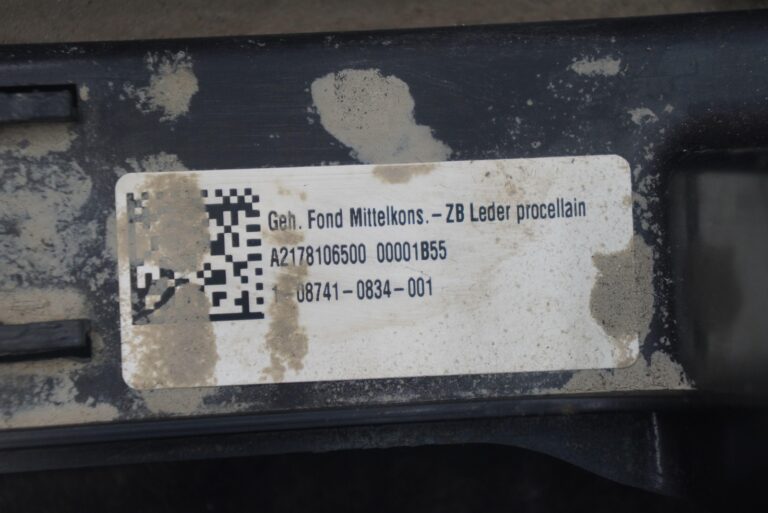 Geh. Fond Mittelkons.-ZB Leder procellain
A2178106500 00001B55
1-08741-0834-001